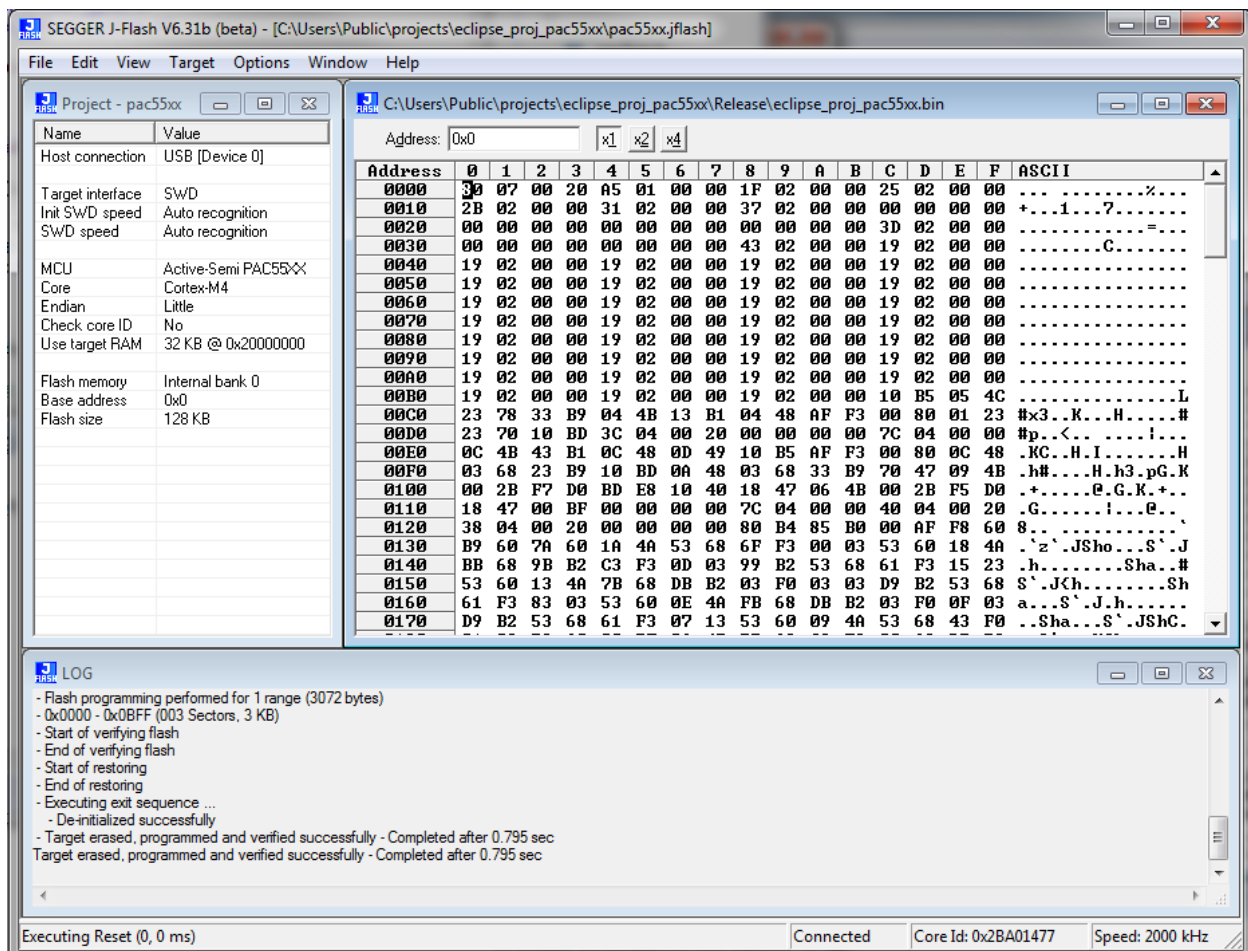 SEGGER J-Flash V6.31b (beta) - [C:\Users\Public\projects\eclipse_proj_pac55xx\pac55xx.jflash]
File Edit View Target Options Window Help
Project - pac55xx
Name Value
Host connection USB [Device 0]
Target interface SWD
Init SWD speed Auto recognition
SWD speed Auto recognition
MCU Active-Semi PAC55XX
Core Cortex-M4
Endian Little
Check core ID No
Use target RAM 32 KB @ 0x20000000
Flash memory Internal bank 0
Base address 0x0
Flash size 128 KB
C:\Users\Public\projects\eclipse_proj_pac55xx\Release\eclipse_proj_pac55xx.bin
Address: 0x0 x1 x2 x4
Address 0 1 2 3 4 5 6 7 8 9 A B C D E F ASCII
0000 30 07 00 20 A5 01 00 00 1F 02 00 00 25 02 00 00 ... ........%...
0010 2B 02 00 00 31 02 00 00 37 02 00 00 00 00 00 00 +...1...7.......
0020 00 00 00 00 00 00 00 00 00 00 00 00 3D 02 00 00 ............=...
0030 00 00 00 00 00 00 00 00 43 02 00 00 19 02 00 00 ........C.......
0040 19 02 00 00 19 02 00 00 19 02 00 00 19 02 00 00 ................
0050 19 02 00 00 19 02 00 00 19 02 00 00 19 02 00 00 ................
0060 19 02 00 00 19 02 00 00 19 02 00 00 19 02 00 00 ................
0070 19 02 00 00 19 02 00 00 19 02 00 00 19 02 00 00 ................
0080 19 02 00 00 19 02 00 00 19 02 00 00 19 02 00 00 ................
0090 19 02 00 00 19 02 00 00 19 02 00 00 19 02 00 00 ................
00A0 19 02 00 00 19 02 00 00 19 02 00 00 19 02 00 00 ................
00B0 19 02 00 00 19 02 00 00 19 02 00 00 10 B5 05 4C ...............L
00C0 23 78 33 B9 04 4B 13 B1 04 48 AF F3 00 80 01 23 #x3..K...H.....#
00D0 23 70 10 BD 3C 04 00 20 00 00 00 00 7C 04 00 00 #p..<.. ....|...
00E0 0C 4B 43 B1 0C 48 0D 49 10 B5 AF F3 00 80 0C 48 .KC..H.I.......H
00F0 03 68 23 B9 10 BD 0A 48 03 68 33 B9 70 47 09 4B .h#....H.h3.pG.K
0100 00 2B F7 D0 BD E8 10 40 18 47 06 4B 00 2B F5 D0 .+.....@.G.K.+..
0110 18 47 00 BF 00 00 00 00 7C 04 00 00 40 04 00 20 .G......|...@..
0120 38 04 00 20 00 00 00 00 80 B4 85 B0 00 AF F8 60 8.. ...........`
0130 B9 60 7A 60 1A 4A 53 68 6F F3 00 03 53 60 18 4A .`z`.JSho...S`.J
0140 BB 68 9B B2 C3 F3 0D 03 99 B2 53 68 61 F3 15 23 .h........Sha..#
0150 53 60 13 4A 7B 68 DB B2 03 F0 03 03 D9 B2 53 68 S`.J{h........Sh
0160 61 F3 83 03 53 60 0E 4A FB 68 DB B2 03 F0 0F 03 a...S`.J.h......
0170 D9 B2 53 68 61 F3 07 13 53 60 09 4A 53 68 43 F0 ..Sha...S`.JShC.
LOG
- Flash programming performed for 1 range (3072 bytes)
- 0x0000 - 0x0BFF (003 Sectors, 3 KB)
- Start of verifying flash
- End of verifying flash
- Start of restoring
- End of restoring
- Executing exit sequence ...
- De-initialized successfully
- Target erased, programmed and verified successfully - Completed after 0.795 sec
Target erased, programmed and verified successfully - Completed after 0.795 sec
Executing Reset (0, 0 ms) Connected Core Id: 0x2BA01477 Speed: 2000 kHz